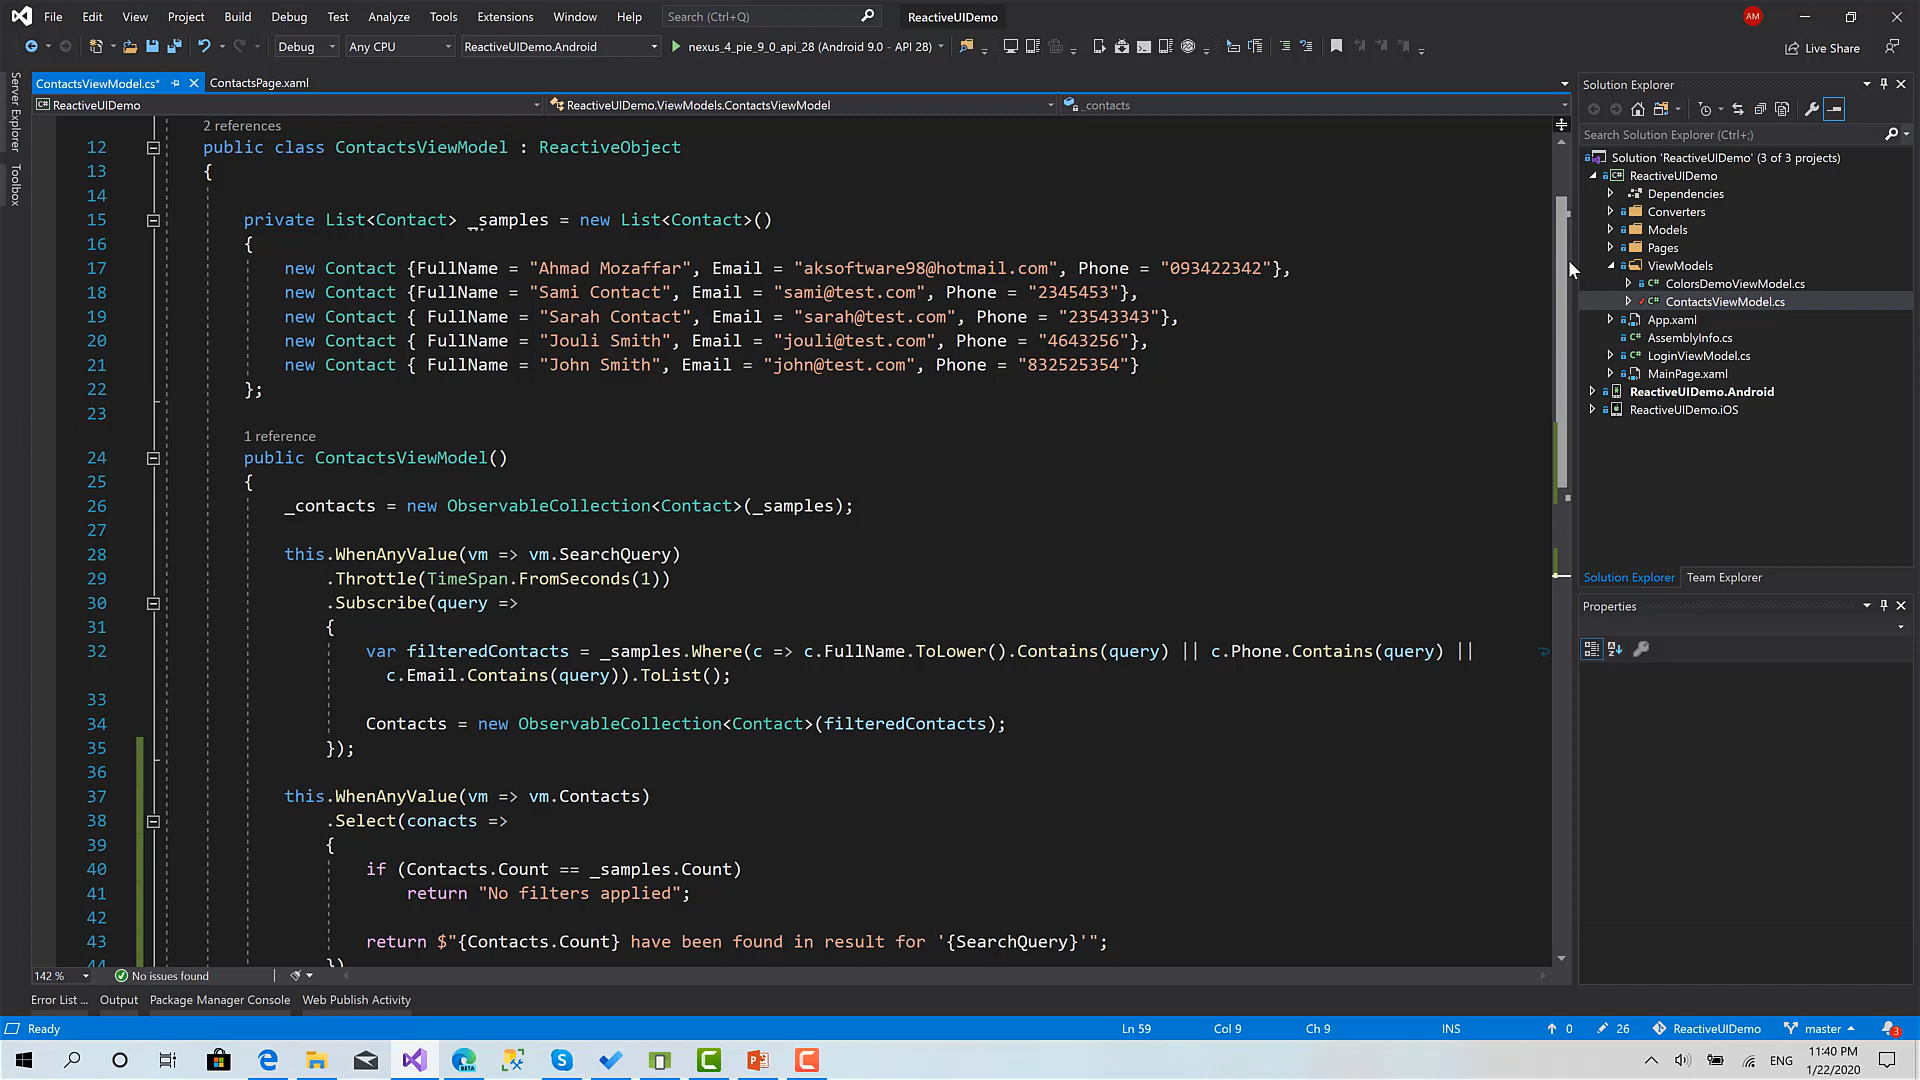 File Edit View Project Build Debug Test Analyze Tools Extensions Window Help Search (Ctrl+Q) ReactiveUIDemo AM
Debug Any CPU ReactiveUIDemo.Android nexus_4_pie_9_0_api_28 (Android 9.0 - API 28) Live Share
Server Explorer
Toolbox
ContactsViewModel.cs* ContactsPage.xaml
ReactiveUIDemo ReactiveUIDemo.ViewModels.ContactsViewModel _contacts
2 references
12 public class ContactsViewModel : ReactiveObject
13 {
14
15 private List<Contact> _samples = new List<Contact>()
16 {
17 new Contact {FullName = "Ahmad Mozaffar", Email = "aksoftware98@hotmail.com", Phone = "093422342"},
18 new Contact {FullName = "Sami Contact", Email = "sami@test.com", Phone = "2345453"},
19 new Contact { FullName = "Sarah Contact", Email = "sarah@test.com", Phone = "23543343"},
20 new Contact { FullName = "Jouli Smith", Email = "jouli@test.com", Phone = "4643256"},
21 new Contact { FullName = "John Smith", Email = "john@test.com", Phone = "832525354"}
22 };
23
1 reference
24 public ContactsViewModel()
25 {
26 _contacts = new ObservableCollection<Contact>(_samples);
27
28 this.WhenAnyValue(vm => vm.SearchQuery)
29 .Throttle(TimeSpan.FromSeconds(1))
30 .Subscribe(query =>
31 {
32 var filteredContacts = _samples.Where(c => c.FullName.ToLower().Contains(query) || c.Phone.Contains(query) ||
c.Email.Contains(query)).ToList();
33
34 Contacts = new ObservableCollection<Contact>(filteredContacts);
35 });
36
37 this.WhenAnyValue(vm => vm.Contacts)
38 .Select(conacts =>
39 {
40 if (Contacts.Count == _samples.Count)
41 return "No filters applied";
42
43 return $"{Contacts.Count} have been found in result for '{SearchQuery}'";
44 })
142 % No issues found
Error List ... Output Package Manager Console Web Publish Activity
Solution Explorer
Search Solution Explorer (Ctrl+;)
Solution 'ReactiveUIDemo' (3 of 3 projects)
ReactiveUIDemo
Dependencies
Converters
Models
Pages
ViewModels
ColorsDemoViewModel.cs
ContactsViewModel.cs
App.xaml
AssemblyInfo.cs
LoginViewModel.cs
MainPage.xaml
ReactiveUIDemo.Android
ReactiveUIDemo.iOS
Solution Explorer Team Explorer
Properties
Ready Ln 59 Col 9 Ch 9 INS 0 26 ReactiveUIDemo master 3
ENG 11:40 PM
1/22/2020